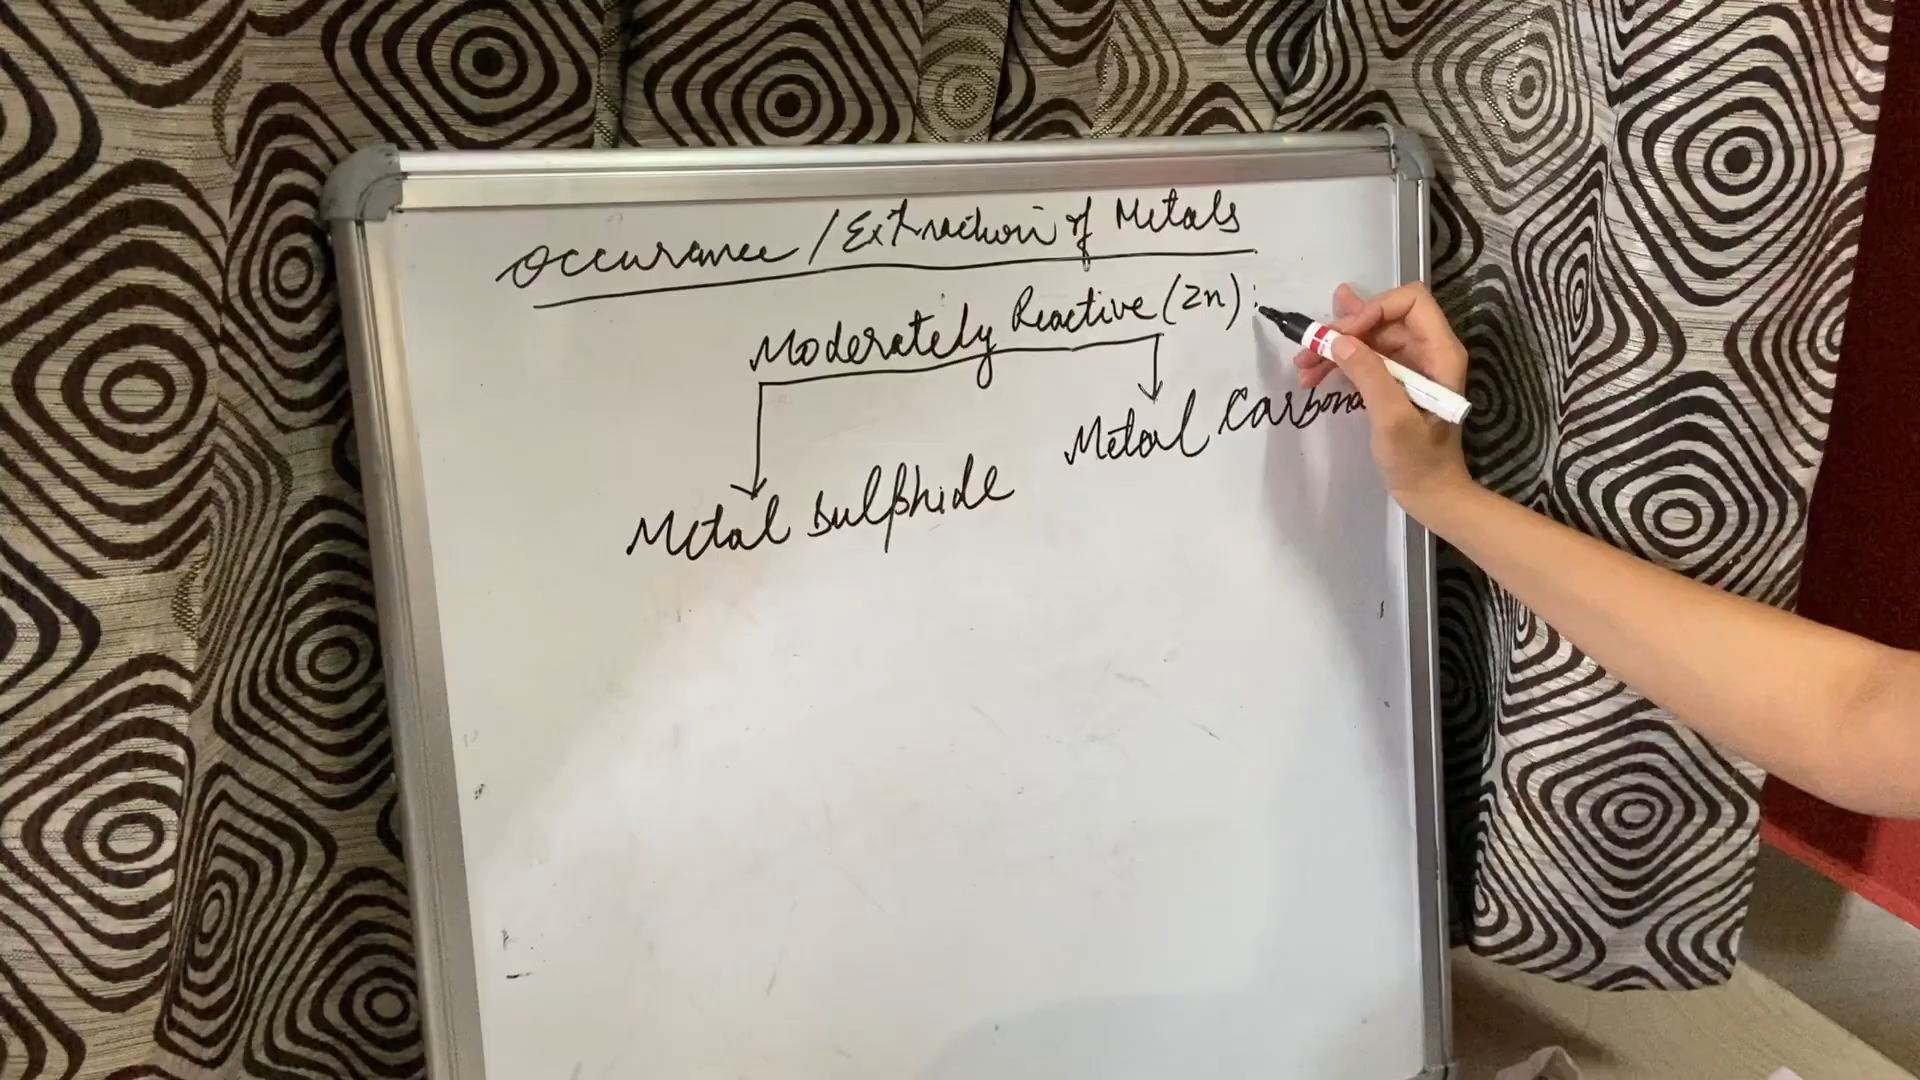 Occurance / Extraction of Metals
Moderately Reactive (Zn) :
Metal Carbona
Metal Sulphide